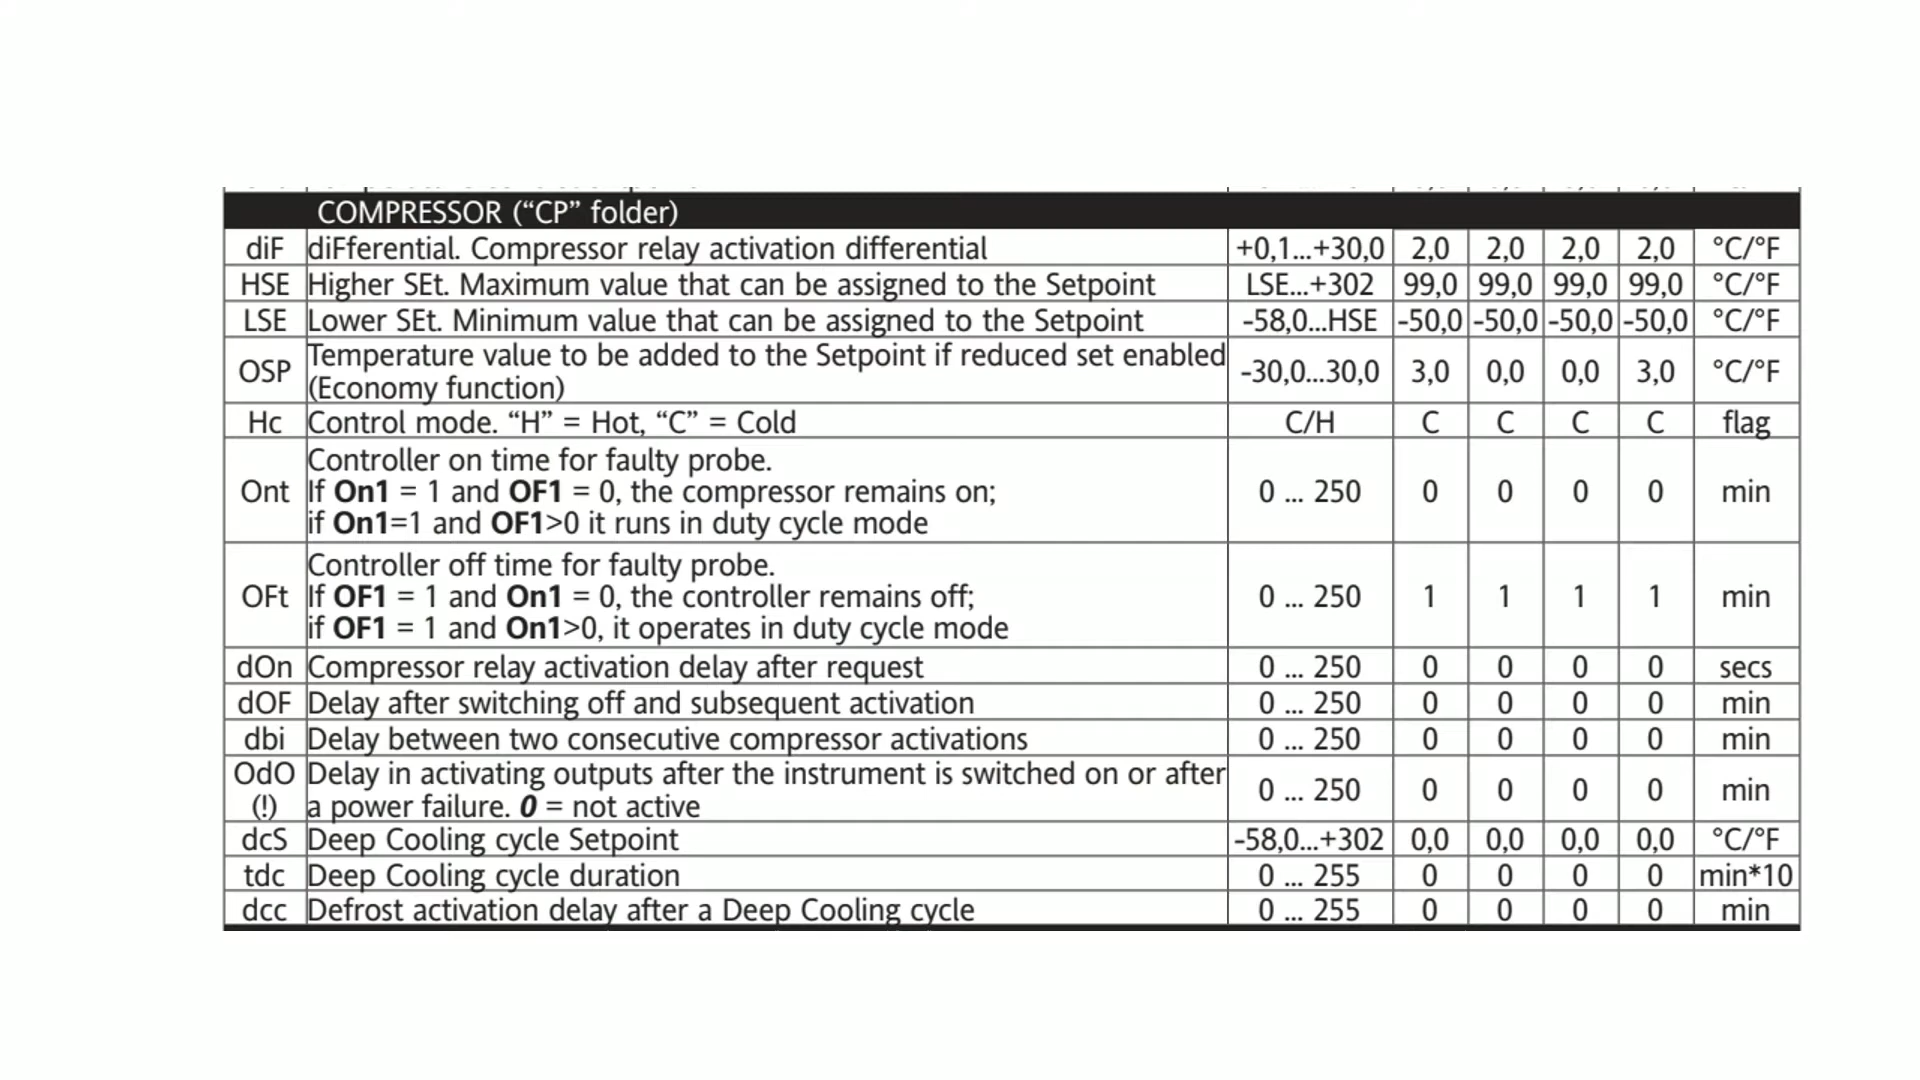 COMPRESSOR (“CP” folder)
diF diFferential. Compressor relay activation differential +0,1...+30,0 2,0 2,0 2,0 2,0 °C/°F
HSE Higher SEt. Maximum value that can be assigned to the Setpoint LSE...+302 99,0 99,0 99,0 99,0 °C/°F
LSE Lower SEt. Minimum value that can be assigned to the Setpoint -58,0...HSE -50,0 -50,0 -50,0 -50,0 °C/°F
OSP Temperature value to be added to the Setpoint if reduced set enabled
(Economy function) -30,0...30,0 3,0 0,0 0,0 3,0 °C/°F
Hc Control mode. “H” = Hot, “C” = Cold C/H C C C C flag
Ont Controller on time for faulty probe.
If On1 = 1 and OF1 = 0, the compressor remains on;
if On1=1 and OF1>0 it runs in duty cycle mode 0 ... 250 0 0 0 0 min
OFt Controller off time for faulty probe.
If OF1 = 1 and On1 = 0, the controller remains off;
if OF1 = 1 and On1>0, it operates in duty cycle mode 0 ... 250 1 1 1 1 min
dOn Compressor relay activation delay after request 0 ... 250 0 0 0 0 secs
dOF Delay after switching off and subsequent activation 0 ... 250 0 0 0 0 min
dbi Delay between two consecutive compressor activations 0 ... 250 0 0 0 0 min
OdO Delay in activating outputs after the instrument is switched on or after
(!) a power failure. 0 = not active 0 ... 250 0 0 0 0 min
dcS Deep Cooling cycle Setpoint -58,0...+302 0,0 0,0 0,0 0,0 °C/°F
tdc Deep Cooling cycle duration 0 ... 255 0 0 0 0 min*10
dcc Defrost activation delay after a Deep Cooling cycle 0 ... 255 0 0 0 0 min